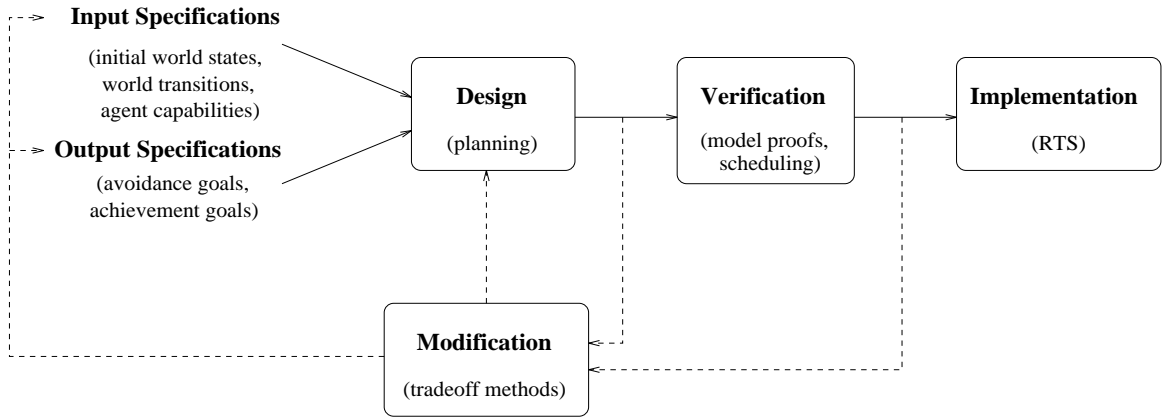 Input Specifications
(initial world states,
world transitions,
agent capabilities)
Output Specifications
(avoidance goals,
achievement goals)
Design
(planning)
Verification
(model proofs,
scheduling)
Implementation
(RTS)
Modification
(tradeoff methods)